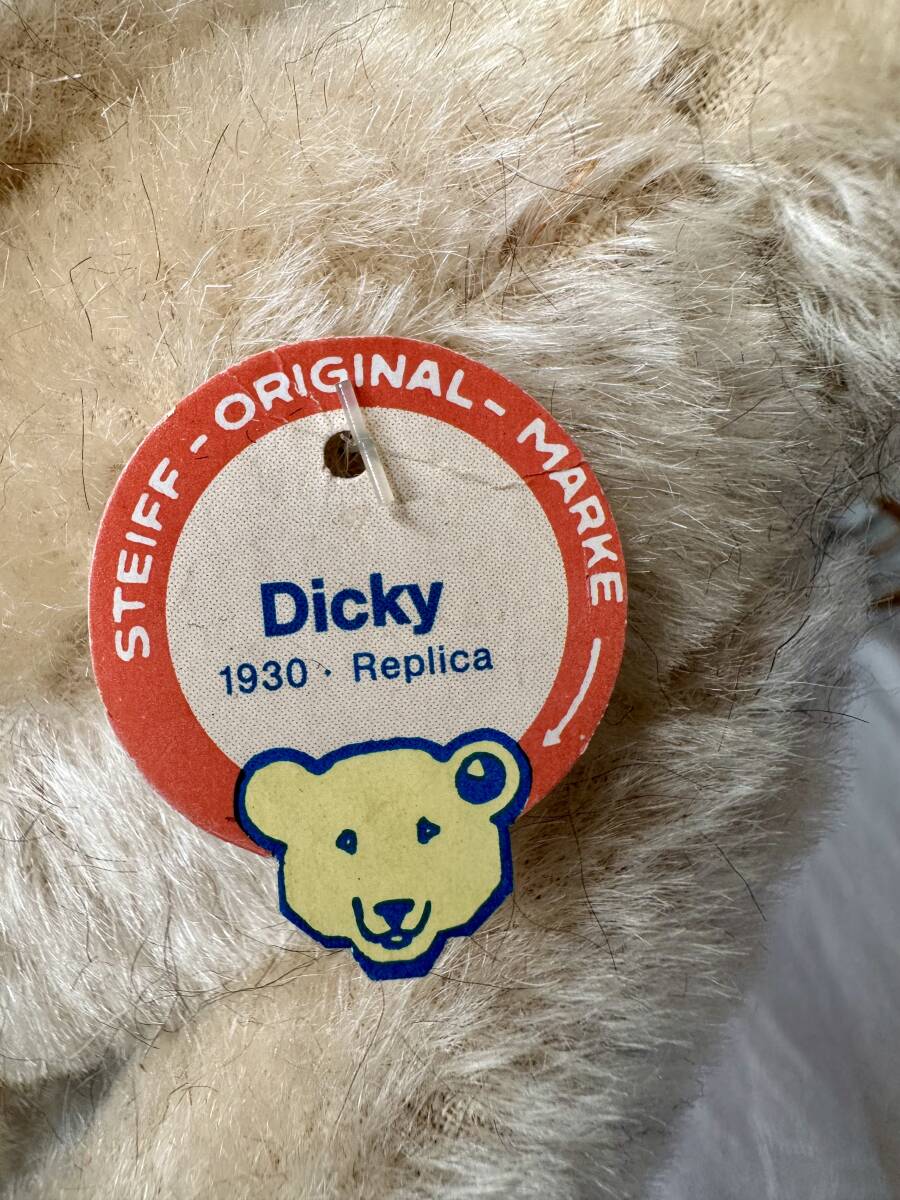 STEIFF - ORIGINAL - MARKE
Dicky
1930 · Replica